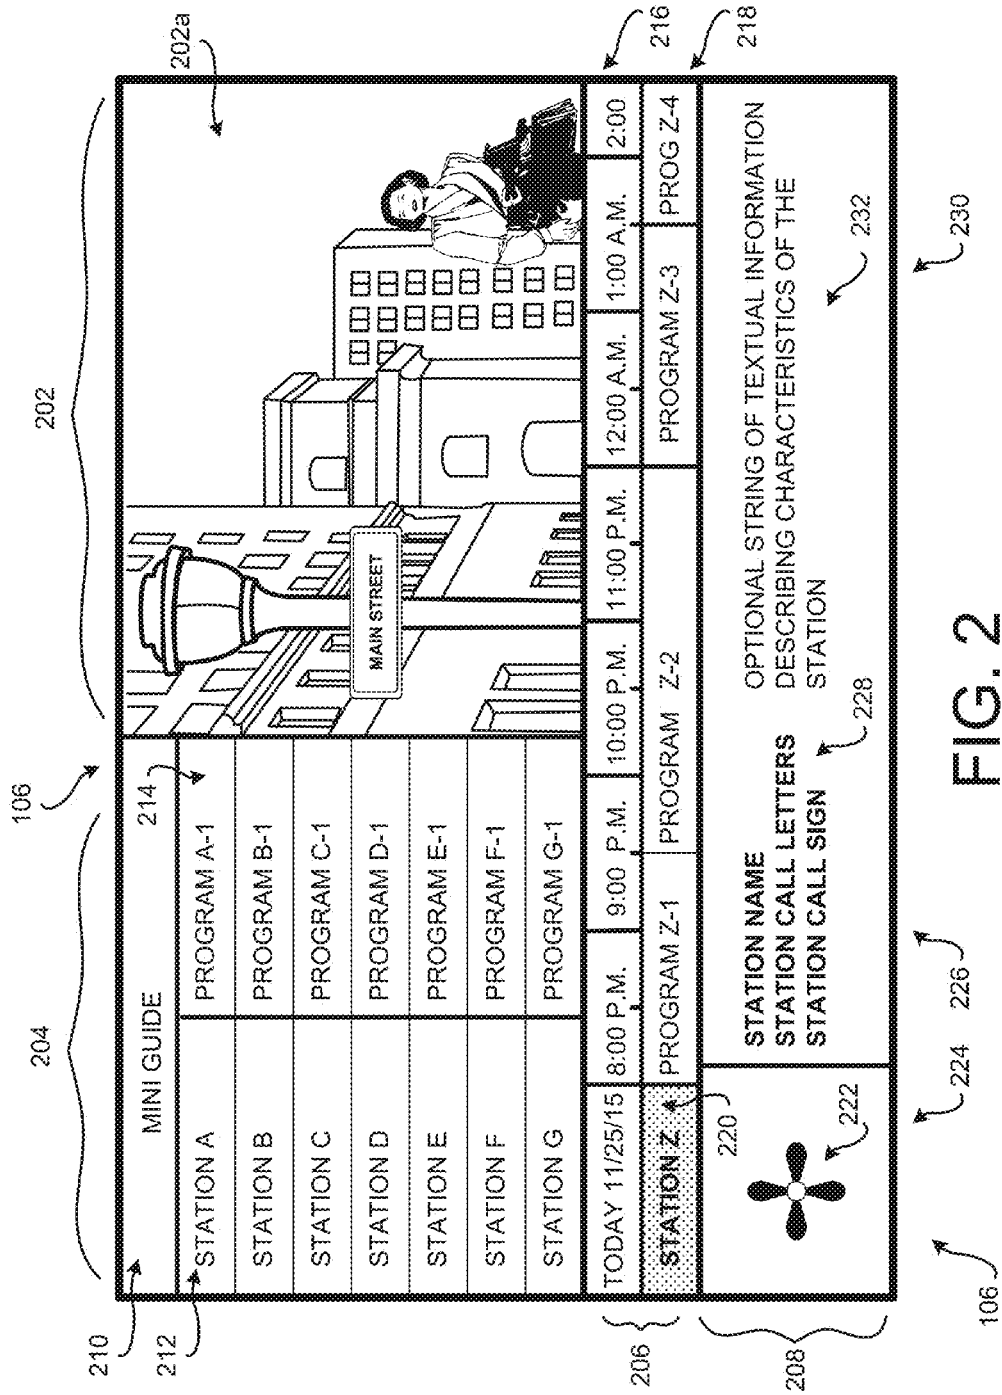 202
202a
204
106
210
MINI GUIDE
214
212
STATION A PROGRAM A-1
STATION B PROGRAM B-1
STATION C PROGRAM C-1
STATION D PROGRAM D-1
STATION E PROGRAM E-1
STATION F PROGRAM F-1
STATION G PROGRAM G-1
MAIN STREET
206
TODAY 11/25/15 8:00 P.M. 9:00 P.M. 10:00 P.M. 11:00 P.M. 12:00 A.M. 1:00 A.M. 2:00
216
STATION Z PROGRAM Z-1 PROGRAM Z-2 PROGRAM Z-3 PROG Z-4
218
220
208
222
STATION NAME
STATION CALL LETTERS
STATION CALL SIGN
228
OPTIONAL STRING OF TEXTUAL INFORMATION
DESCRIBING CHARACTERISTICS OF THE
STATION
232
106
224
226
230
FIG. 2